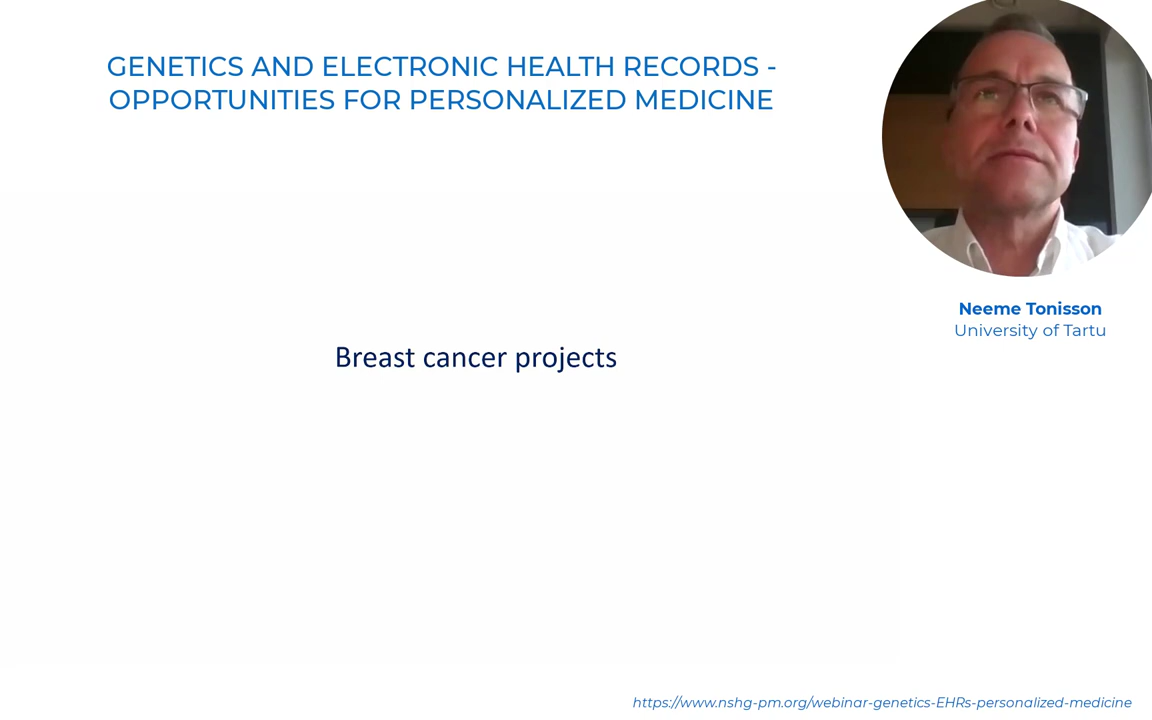 GENETICS AND ELECTRONIC HEALTH RECORDS -
OPPORTUNITIES FOR PERSONALIZED MEDICINE
Neeme Tonisson
University of Tartu
Breast cancer projects
https://www.nshg-pm.org/webinar-genetics-EHRs-personalized-medicine